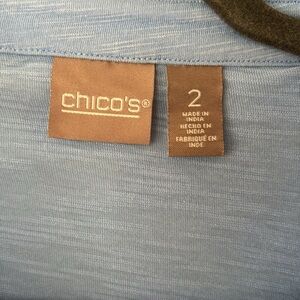 chico's®
2
MADE IN
INDIA
HECHO EN
INDIA
FABRIQUÉ EN
INDE